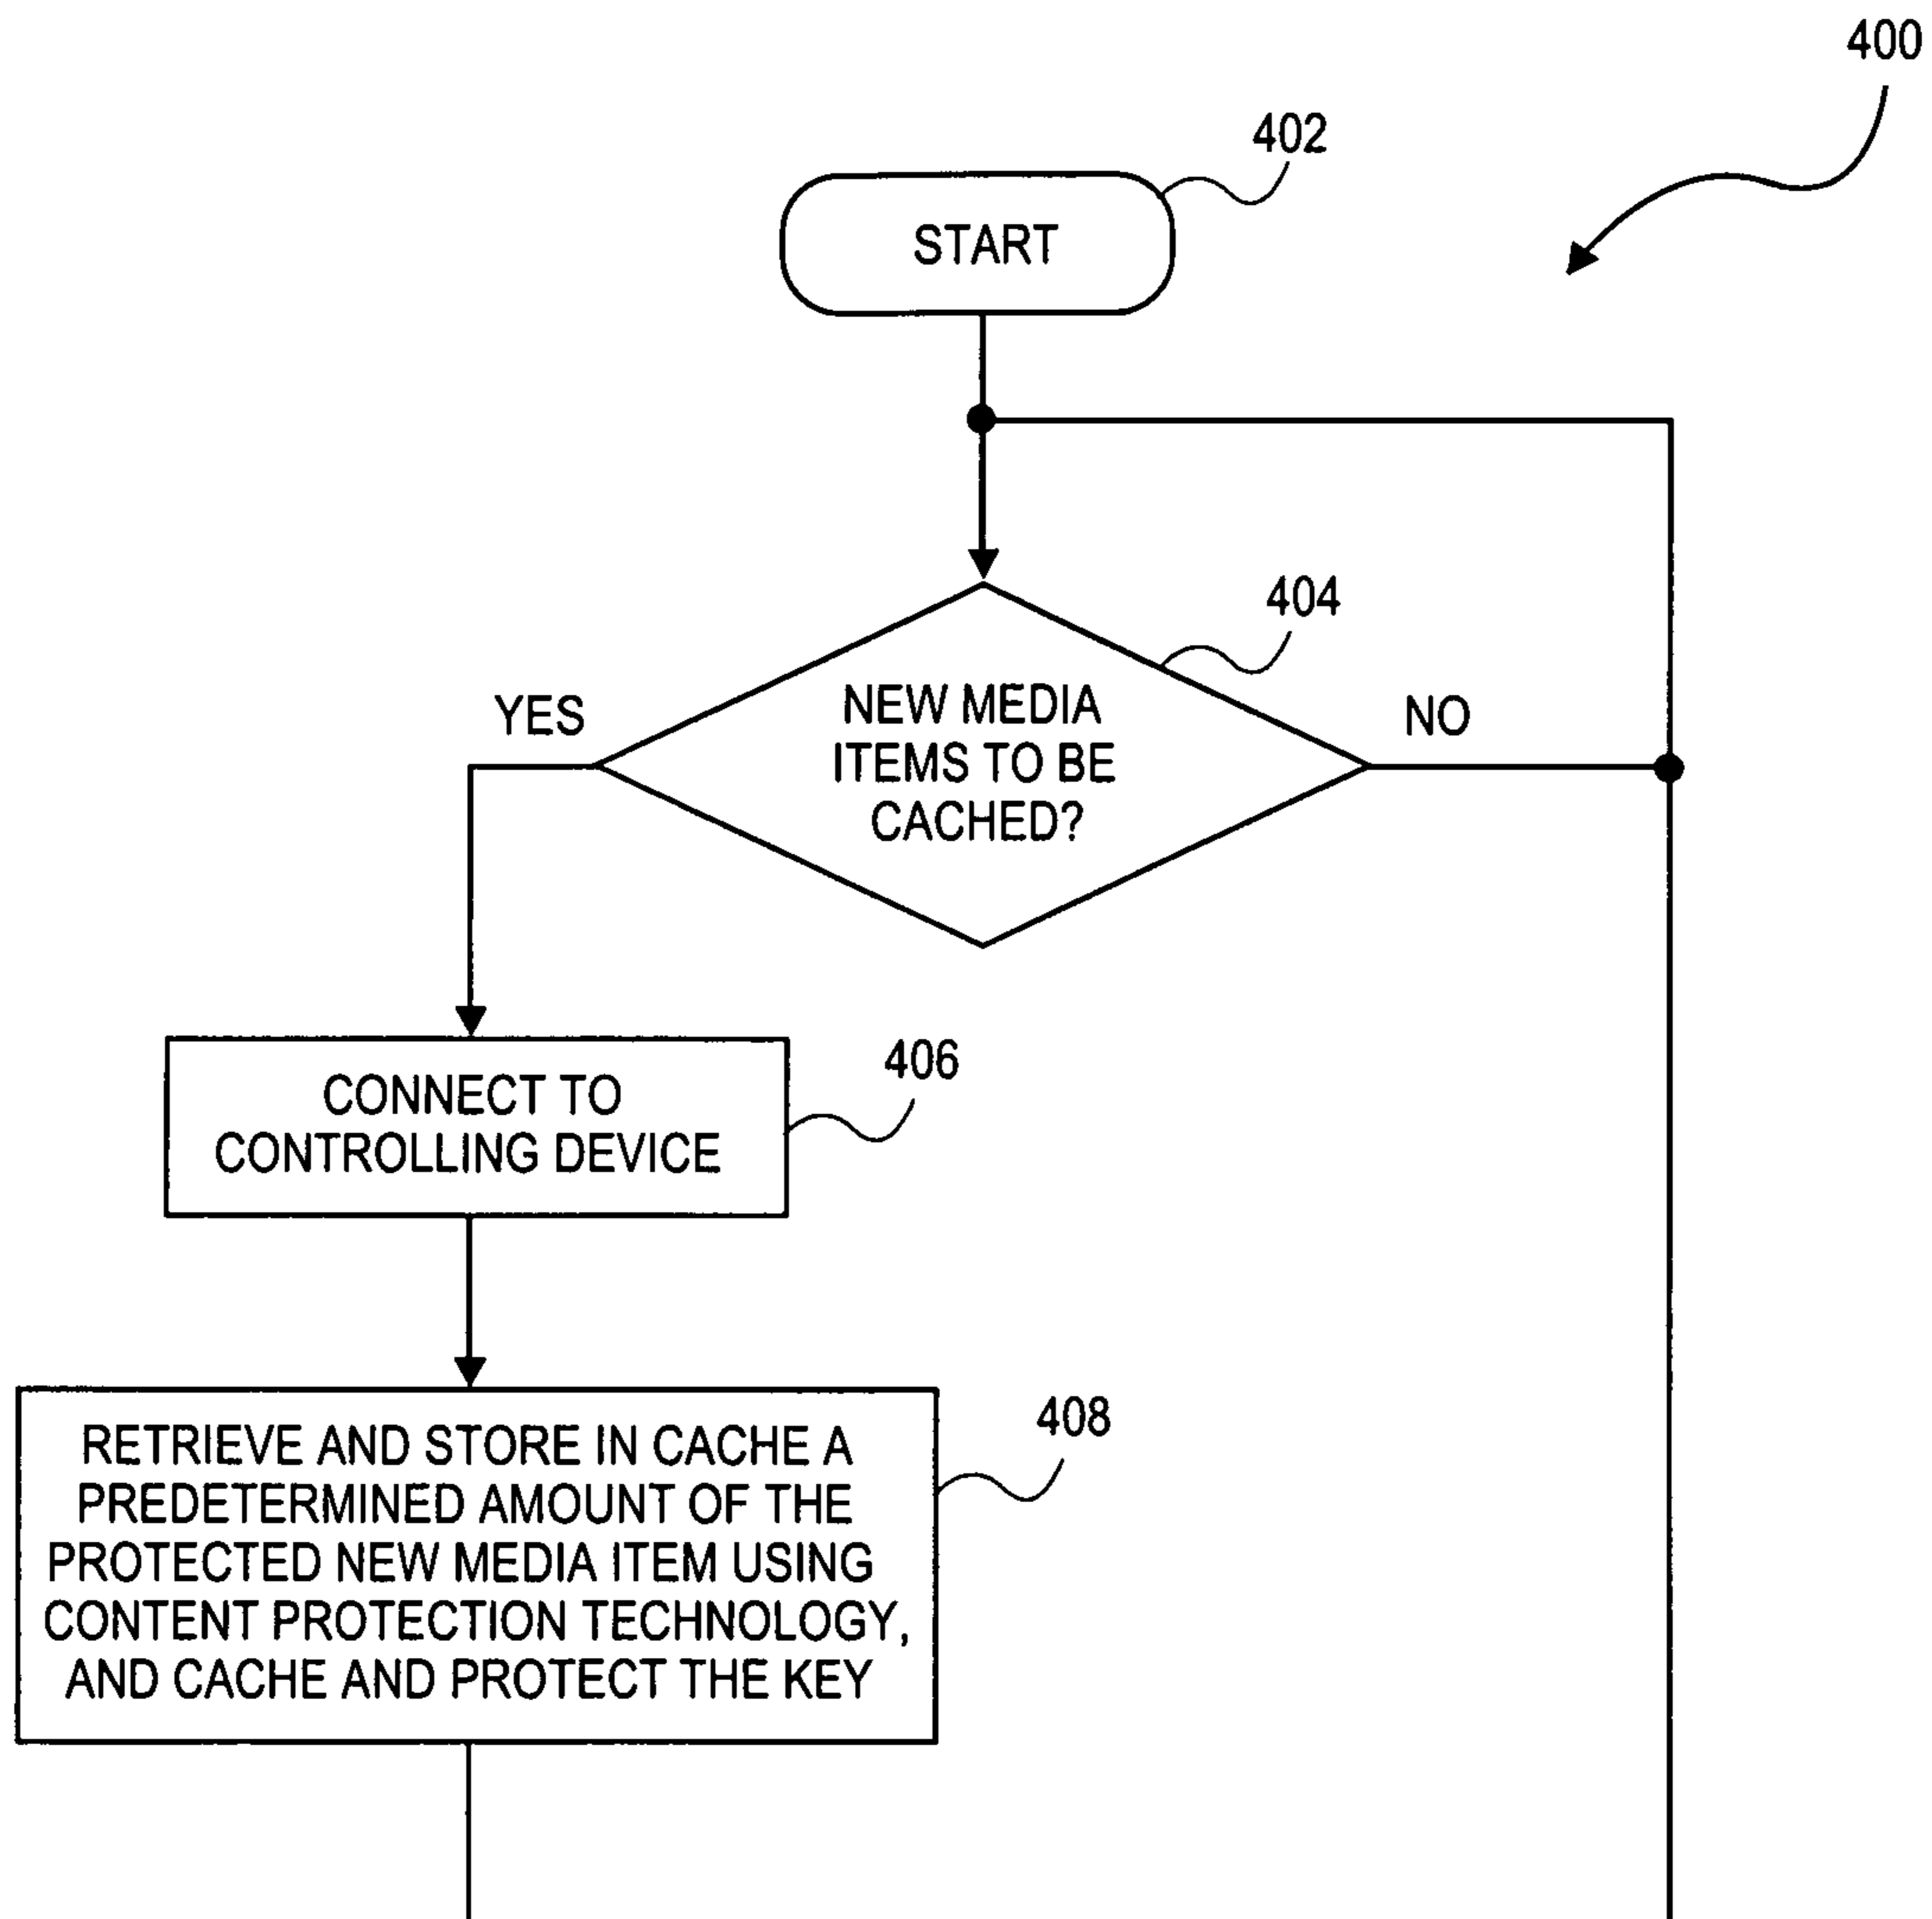 400
402
START
404
NEW MEDIA
ITEMS TO BE
CACHED?
YES
NO
406
CONNECT TO
CONTROLLING DEVICE
408
RETRIEVE AND STORE IN CACHE A
PREDETERMINED AMOUNT OF THE
PROTECTED NEW MEDIA ITEM USING
CONTENT PROTECTION TECHNOLOGY,
AND CACHE AND PROTECT THE KEY